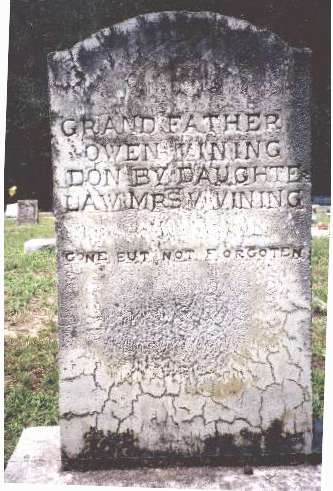 GRAND FATHER
OWEN VINING
DON BY DAUGHTE
LAW MRS V VINING
GONE BUT NOT FORGOTEN